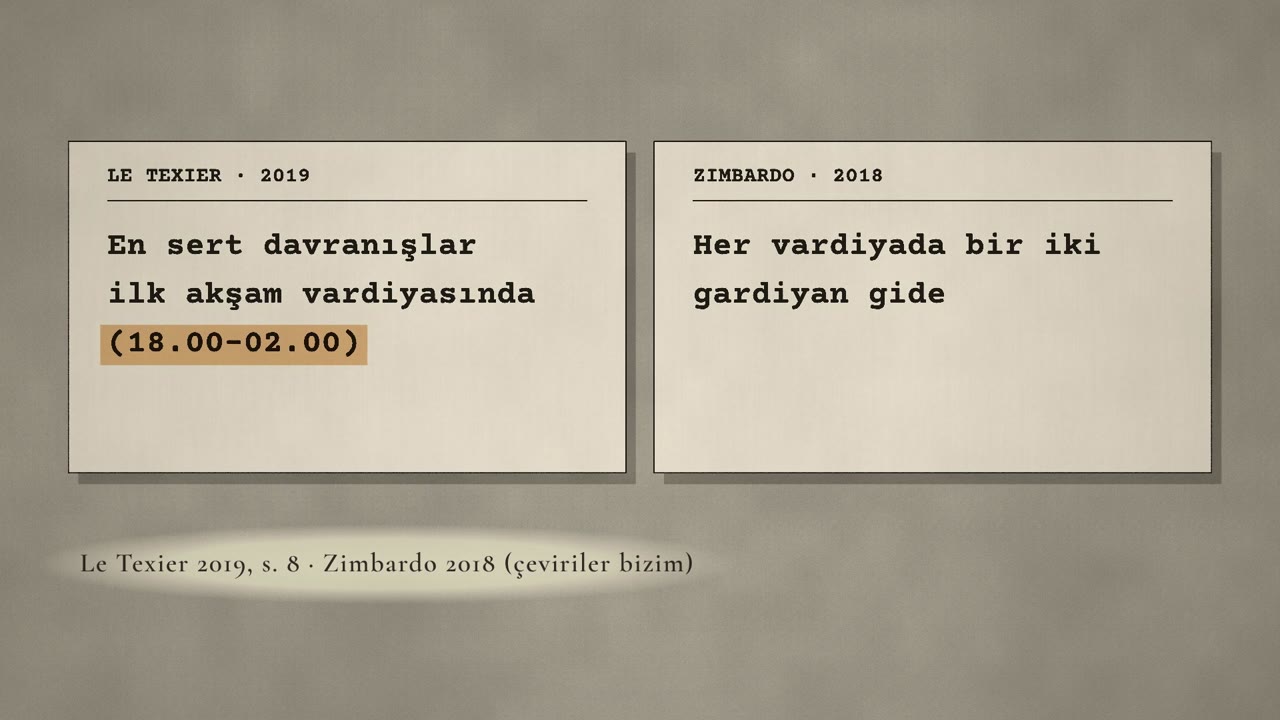 LE TEXIER · 2019
En sert davranışlar
ilk akşam vardiyasında
(18.00–02.00)
ZIMBARDO · 2018
Her vardiyada bir iki
gardiyan gide
Le Texier 2019, s. 8 · Zimbardo 2018 (çeviriler bizim)